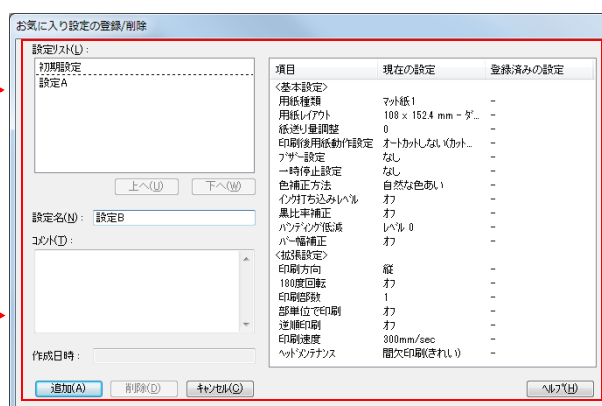 お気に入り設定の登録/削除
設定リスト(L):
初期設定
設定A
上へ(U) 下へ(W)
設定名(N): 設定B
コメント(T):
作成日時:
追加(A) 削除(D) キャンセル(C)
項目 現在の設定 登録済みの設定
<基本設定>
用紙種類 マット紙1 -
用紙レイアウト 108 x 152.4 mm - ダ... -
紙送り量調整 0 -
印刷後用紙動作設定 オートカットしない(カット... -
ブザー設定 なし -
一時停止設定 なし -
色補正方法 自然な色あい -
インク打ち込みレベル オフ -
黒比率補正 オフ -
バンディング低減 レベル 0 -
バー幅補正 オフ -
<拡張設定>
印刷方向 縦 -
180度回転 オフ -
印刷部数 1 -
部単位で印刷 オフ -
逆順印刷 オフ -
印刷速度 300mm/sec -
ヘッドメンテナンス 間欠印刷(きれい) -
ヘルプ(H)